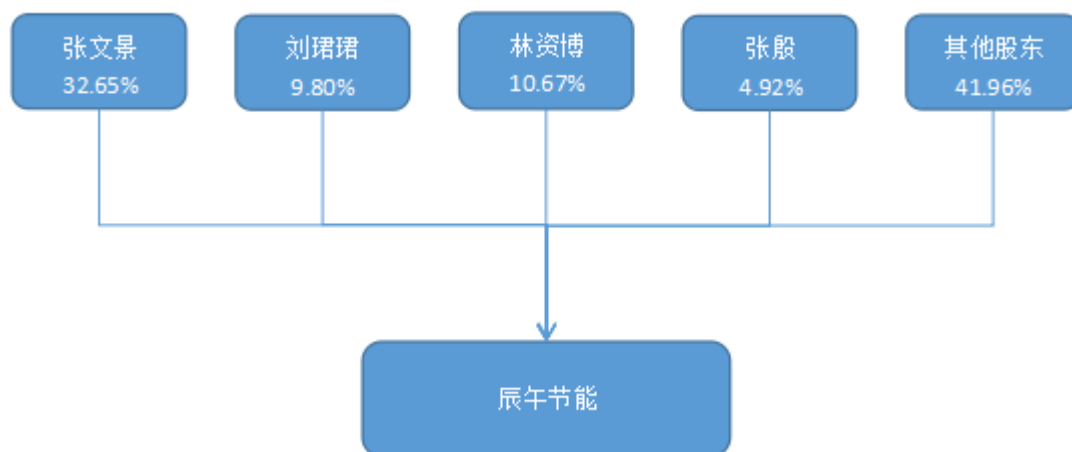 张文景
32.65%
刘珺珺
9.80%
林资博
10.67%
张殷
4.92%
其他股东
41.96%
辰午节能